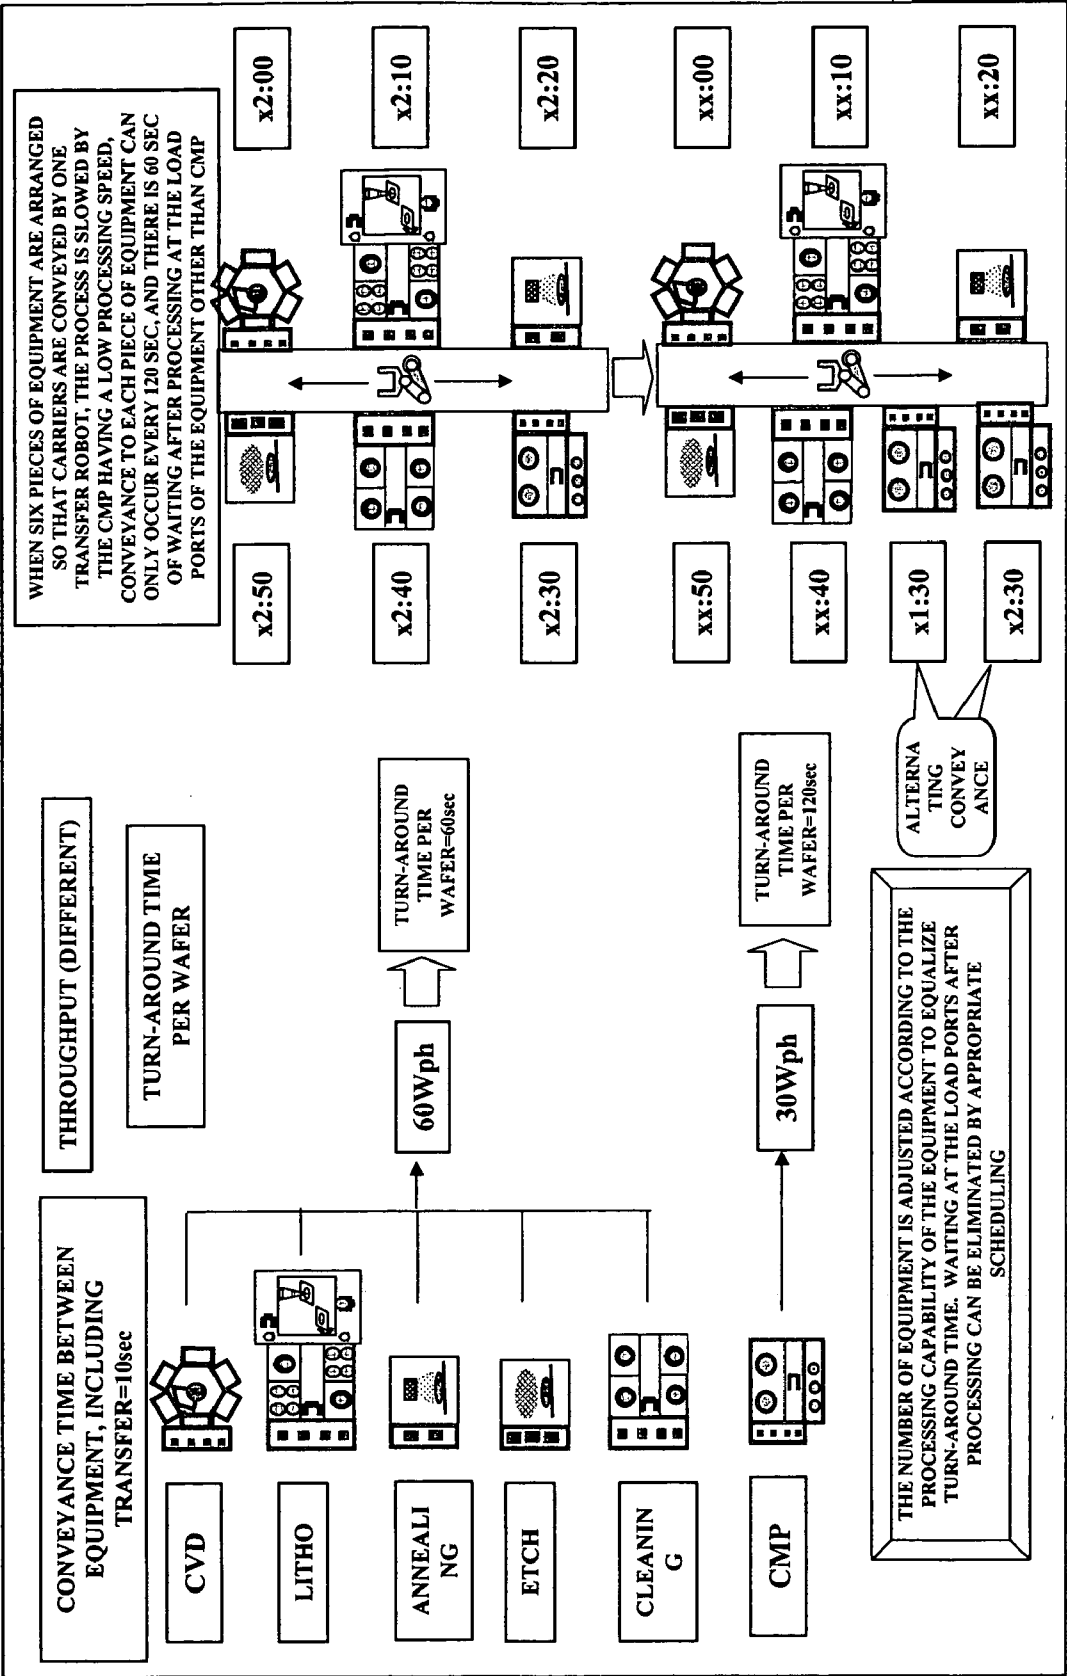 CONVEYANCE TIME BETWEEN
EQUIPMENT, INCLUDING
TRANSFER=10sec
THROUGHPUT (DIFFERENT)
TURN-AROUND TIME
PER WAFER
CVD
LITHO
ANNEALI
NG
ETCH
CLEANIN
G
CMP
60Wph
TURN-AROUND
TIME PER
WAFER=60sec
30Wph
TURN-AROUND
TIME PER
WAFER=120sec
THE NUMBER OF EQUIPMENT IS ADJUSTED ACCORDING TO THE
PROCESSING CAPABILITY OF THE EQUIPMENT TO EQUALIZE
TURN-AROUND TIME. WAITING AT THE LOAD PORTS AFTER
PROCESSING CAN BE ELIMINATED BY APPROPRIATE
SCHEDULING
WHEN SIX PIECES OF EQUIPMENT ARE ARRANGED
SO THAT CARRIERS ARE CONVEYED BY ONE
TRANSFER ROBOT, THE PROCESS IS SLOWED BY
THE CMP HAVING A LOW PROCESSING SPEED,
CONVEYANCE TO EACH PIECE OF EQUIPMENT CAN
ONLY OCCUR EVERY 120 SEC, AND THERE IS 60 SEC
OF WAITING AFTER PROCESSING AT THE LOAD
PORTS OF THE EQUIPMENT OTHER THAN CMP
x2:50
x2:00
x2:40
x2:10
x2:30
x2:20
xx:50
xx:00
xx:40
xx:10
x1:30
x2:30
xx:20
ALTERNA
TING
CONVEY
ANCE